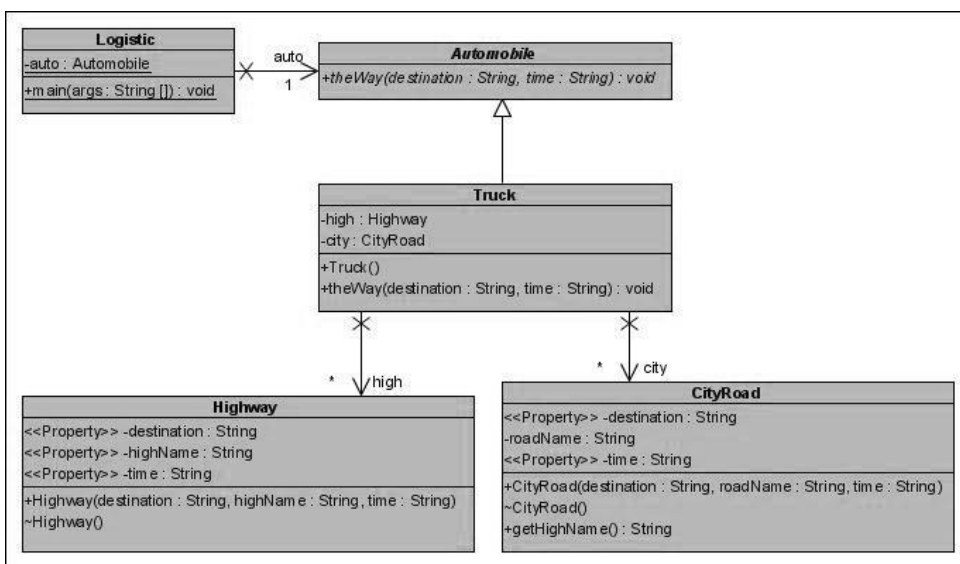 Logistic
-auto : Automobile
+main(args : String []) : void
auto
1
Automobile
+theWay(destination : String, time : String) : void
Truck
-high : Highway
-city : CityRoad
+Truck()
+theWay(destination : String, time : String) : void
*
high
*
city
Highway
<<Property>> -destination : String
<<Property>> -highName : String
<<Property>> -time : String
+Highway(destination : String, highName : String, time : String)
~Highway()
CityRoad
<<Property>> -destination : String
-roadName : String
<<Property>> -time : String
+CityRoad(destination : String, roadName : String, time : String)
~CityRoad()
+getHighName() : String